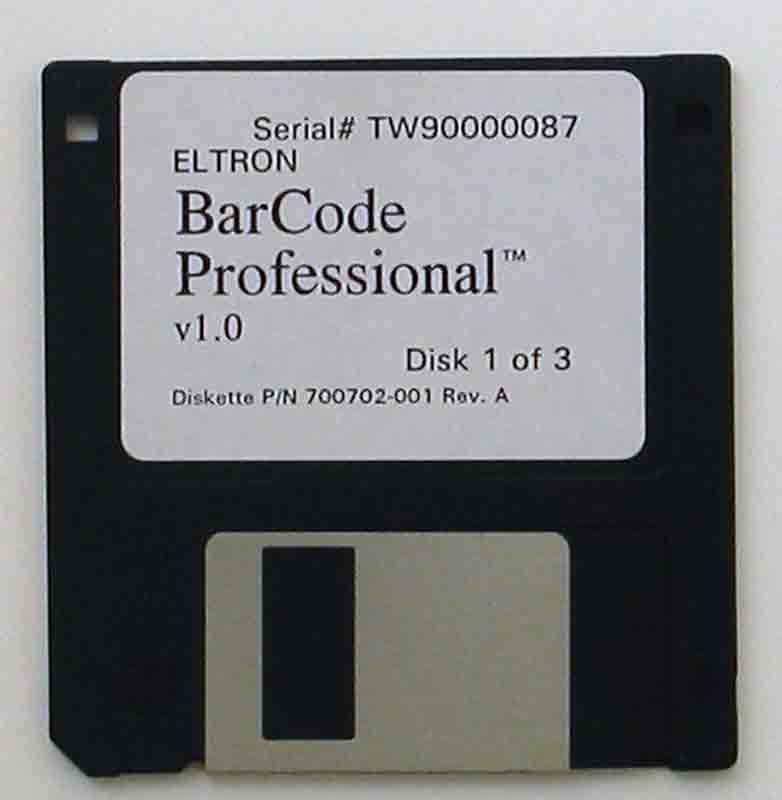 Serial# TW90000087
ELTRON
BarCode
Professional™
v1.0
Disk 1 of 3
Diskette P/N 700702-001 Rev. A